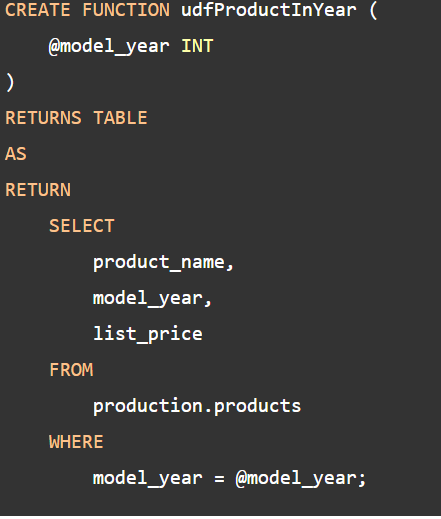 CREATE FUNCTION udfProductInYear (
    @model_year INT
)
RETURNS TABLE
AS
RETURN
    SELECT
        product_name,
        model_year,
        list_price
    FROM
        production.products
    WHERE
        model_year = @model_year;